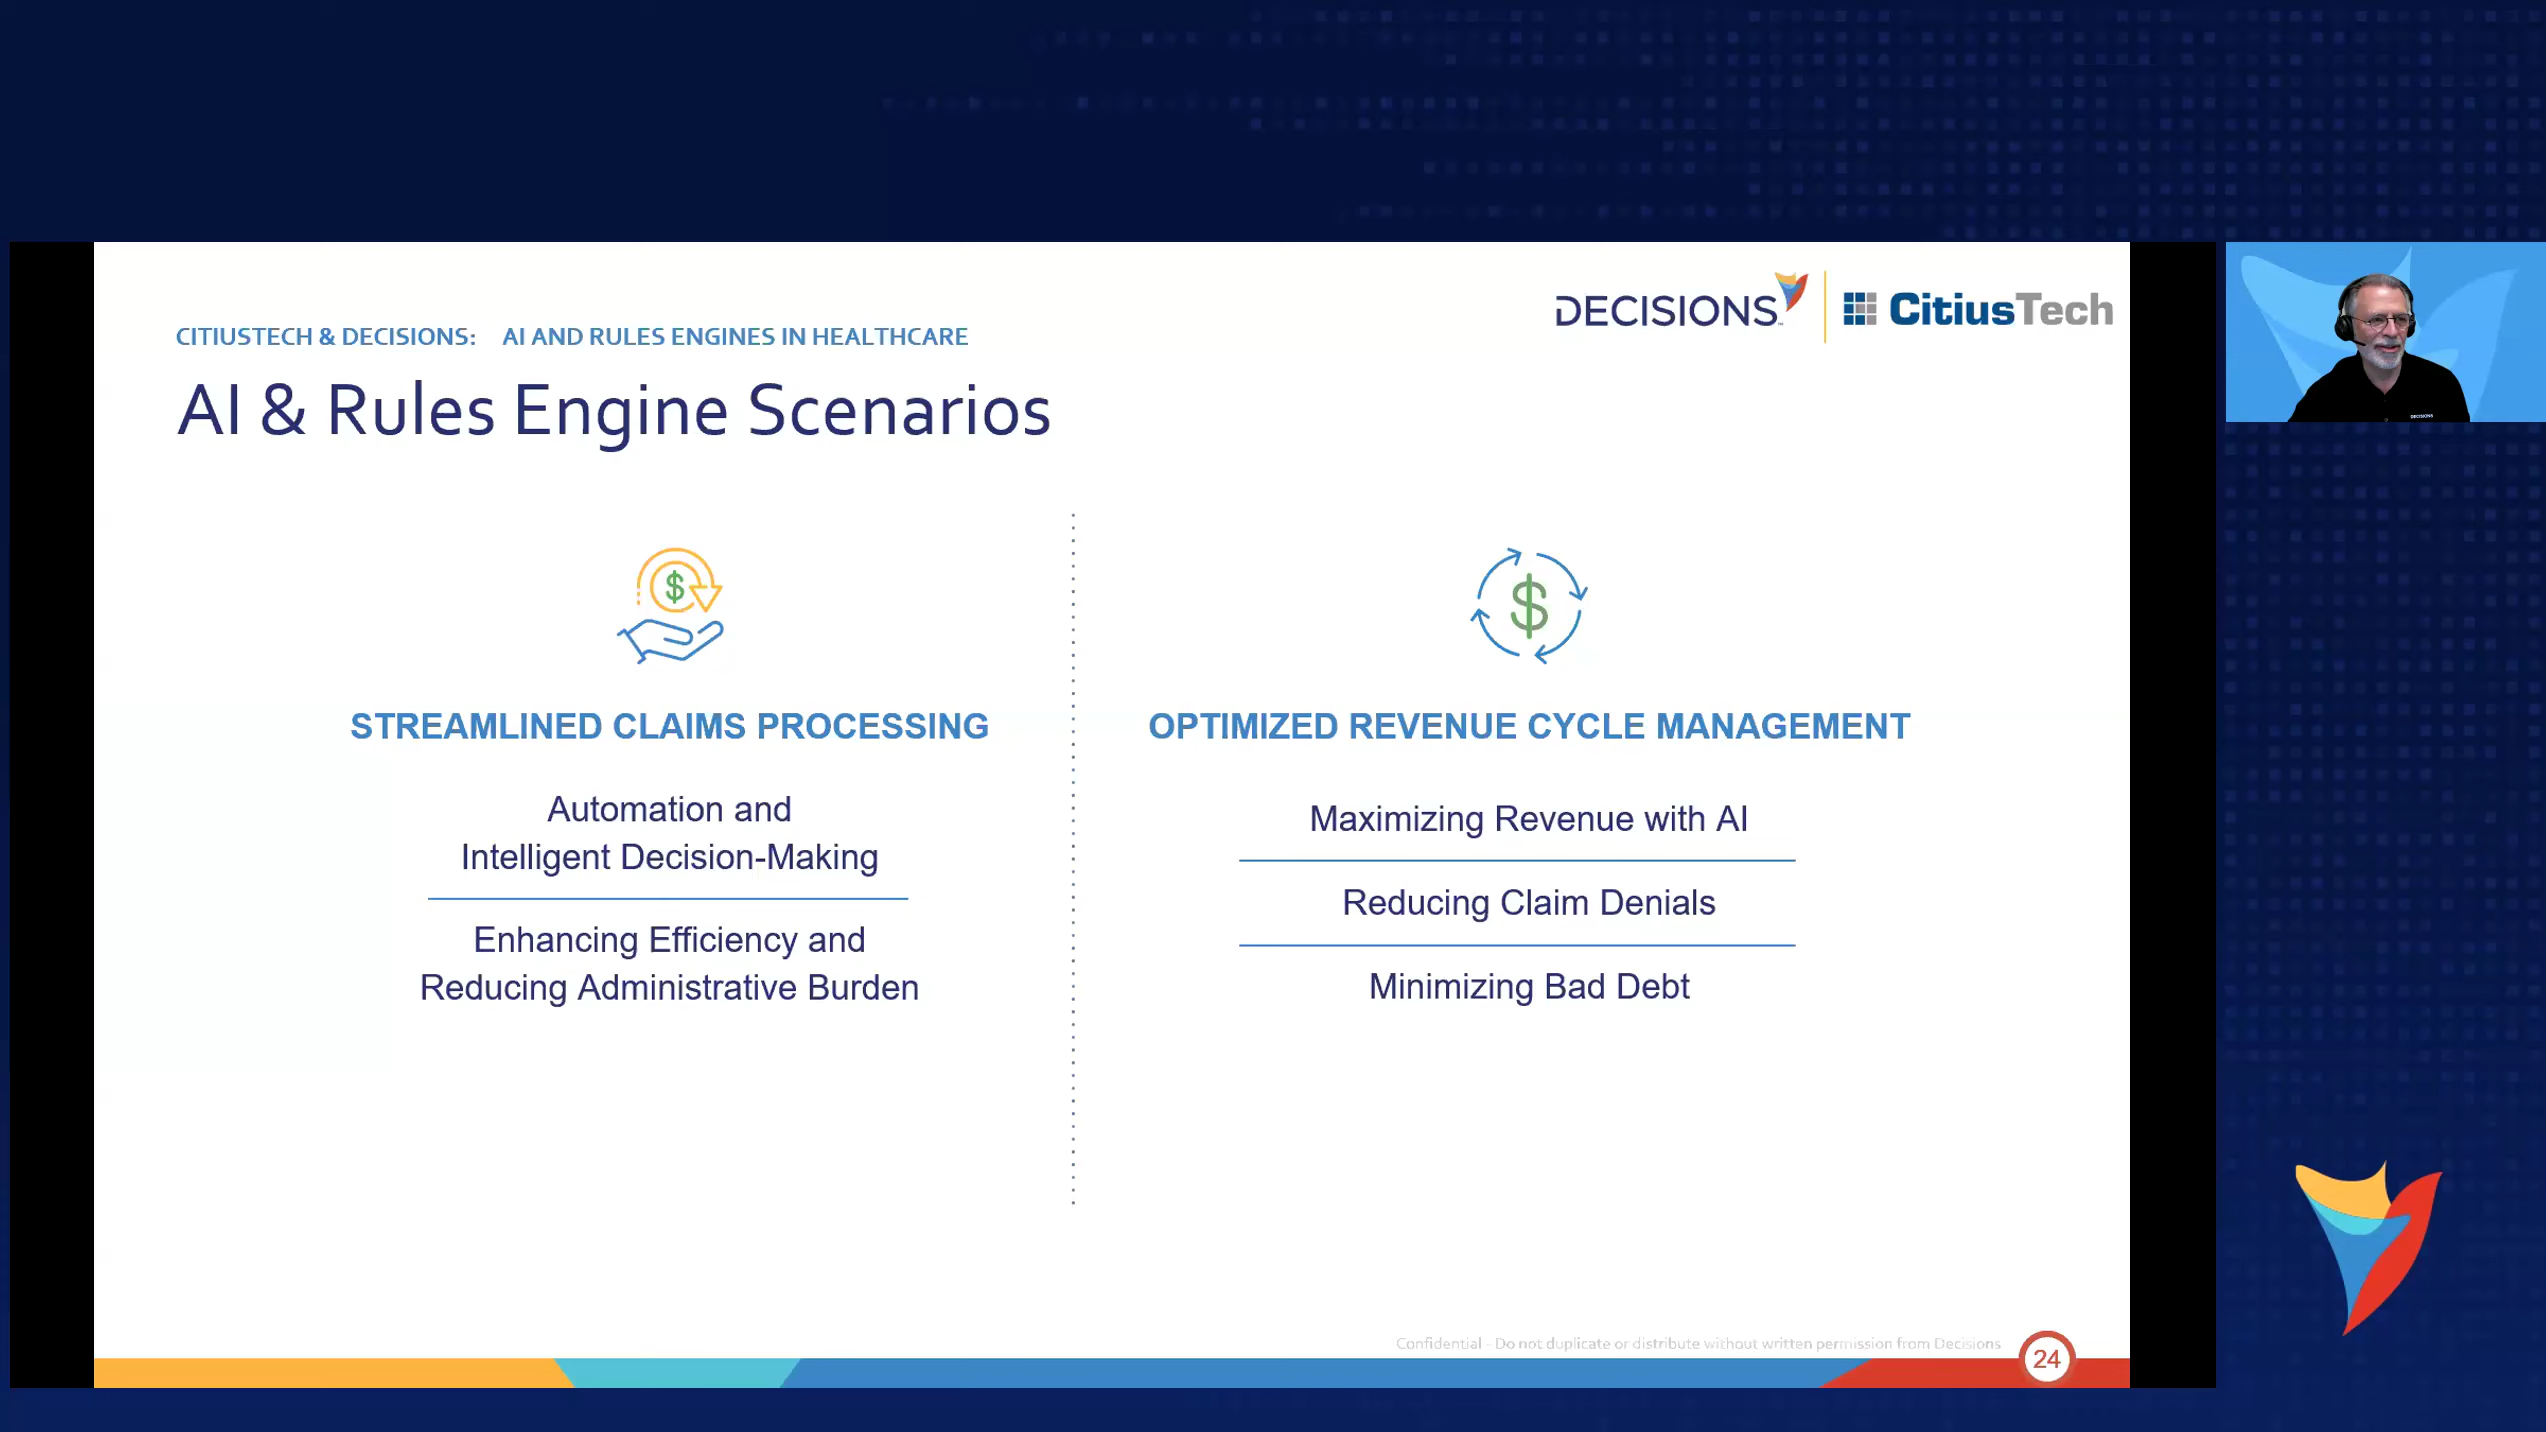 DECISIONS™
CitiusTech
CITIUSTECH & DECISIONS: AI AND RULES ENGINES IN HEALTHCARE
AI & Rules Engine Scenarios
$
$
STREAMLINED CLAIMS PROCESSING
Automation and
Intelligent Decision-Making
Enhancing Efficiency and
Reducing Administrative Burden
OPTIMIZED REVENUE CYCLE MANAGEMENT
Maximizing Revenue with AI
Reducing Claim Denials
Minimizing Bad Debt
Confidential - Do not duplicate or distribute without written permission from Decisions
24
DECISIONS